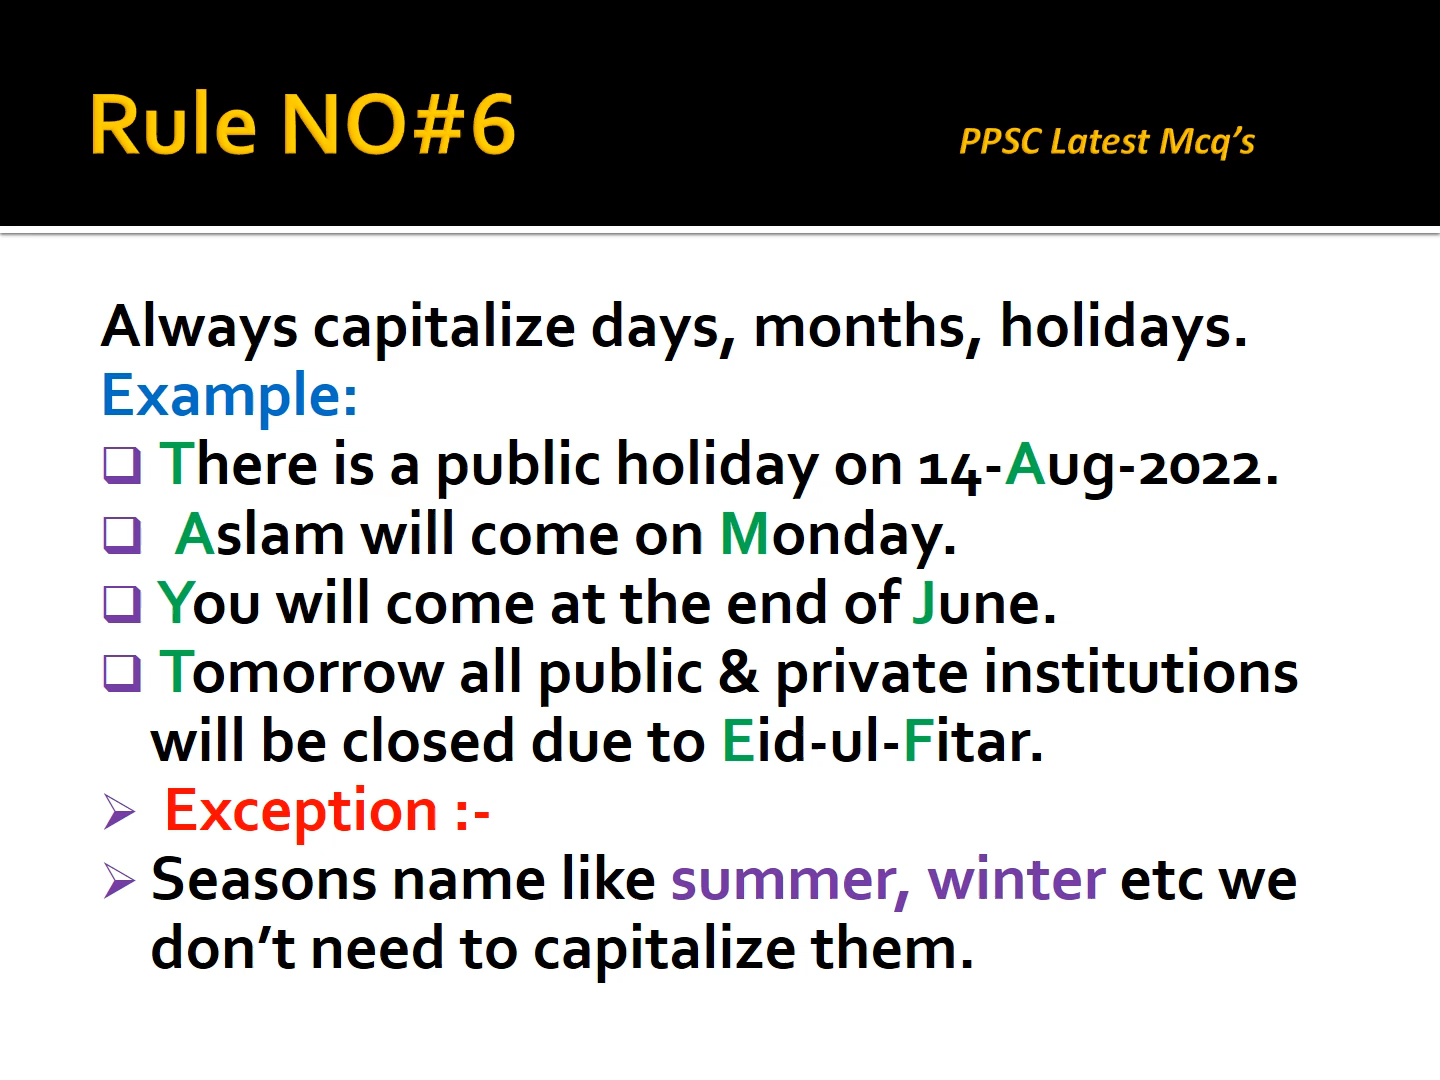 Rule NO#6
PPSC Latest Mcq’s
Always capitalize days, months, holidays.
Example:
There is a public holiday on 14-Aug-2022.
Aslam will come on Monday.
You will come at the end of June.
Tomorrow all public & private institutions
will be closed due to Eid-ul-Fitar.
Exception :-
Seasons name like summer, winter etc we
don’t need to capitalize them.